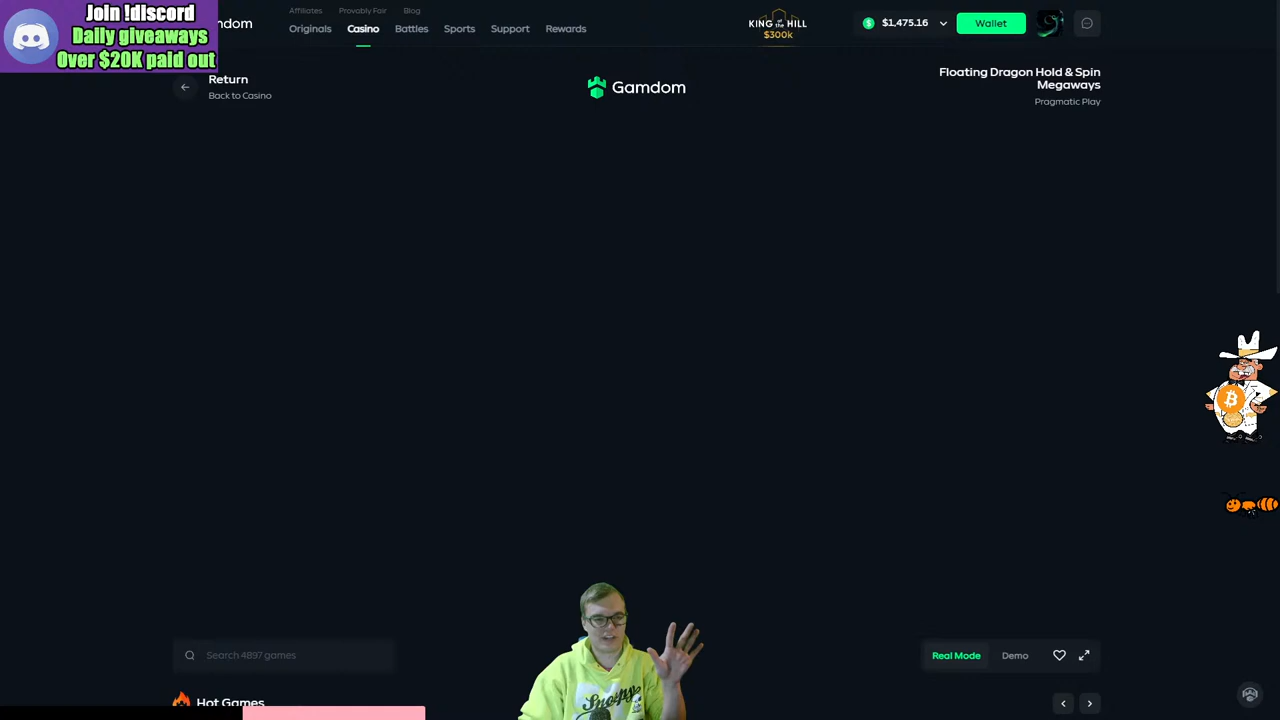 Join !discord
Daily giveaways
Over $20K paid out
Affiliates
Provably Fair
Blog
Originals
Casino
Battles
Sports
Support
Rewards
KING of the HILL
$300k
$1,475.16
Wallet
Return
Back to Casino
Gamdom
Floating Dragon Hold & Spin
Megaways
Pragmatic Play
Search 4897 games
Real Mode
Demo
Hot Games
Snoopy